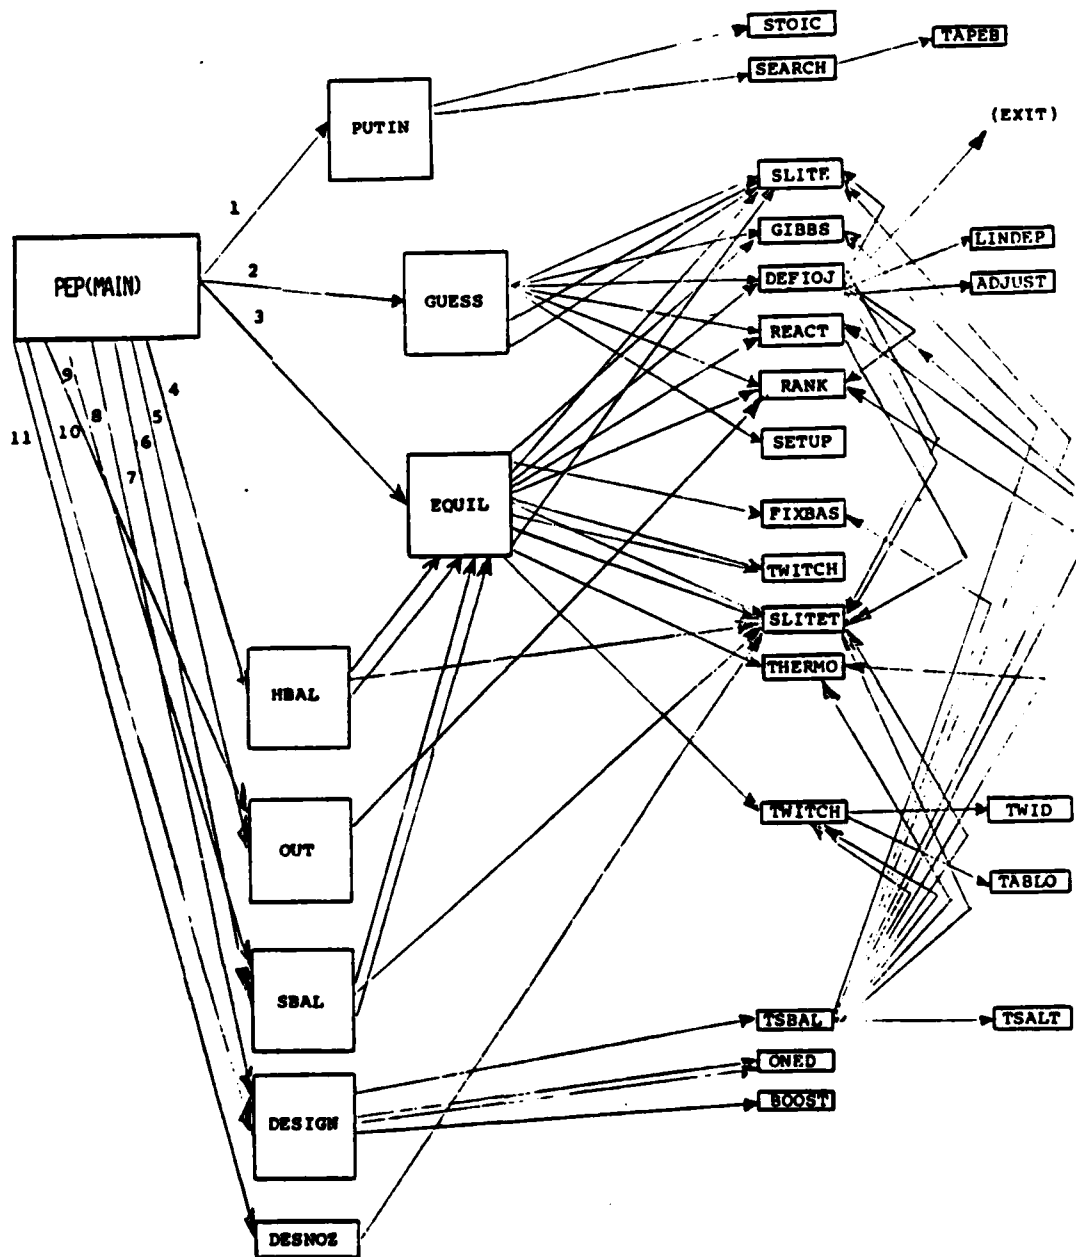 STOIC
TAPEB
SEARCH
PUTIN
(EXIT)
SLITE
1
GIBBS
LINDEP
PEP(MAIN)
2
DEFIOJ
ADJUST
GUESS
3
REACT
9
4
RANK
8
5
11
10
6
SETUP
7
EQUIL
FIXBAS
TWITCH
SLITET
HBAL
THERMO
TWITCH
TWID
OUT
TABLO
SBAL
TSBAL
TSALT
ONED
BOOST
DESIGN
DESNOZ